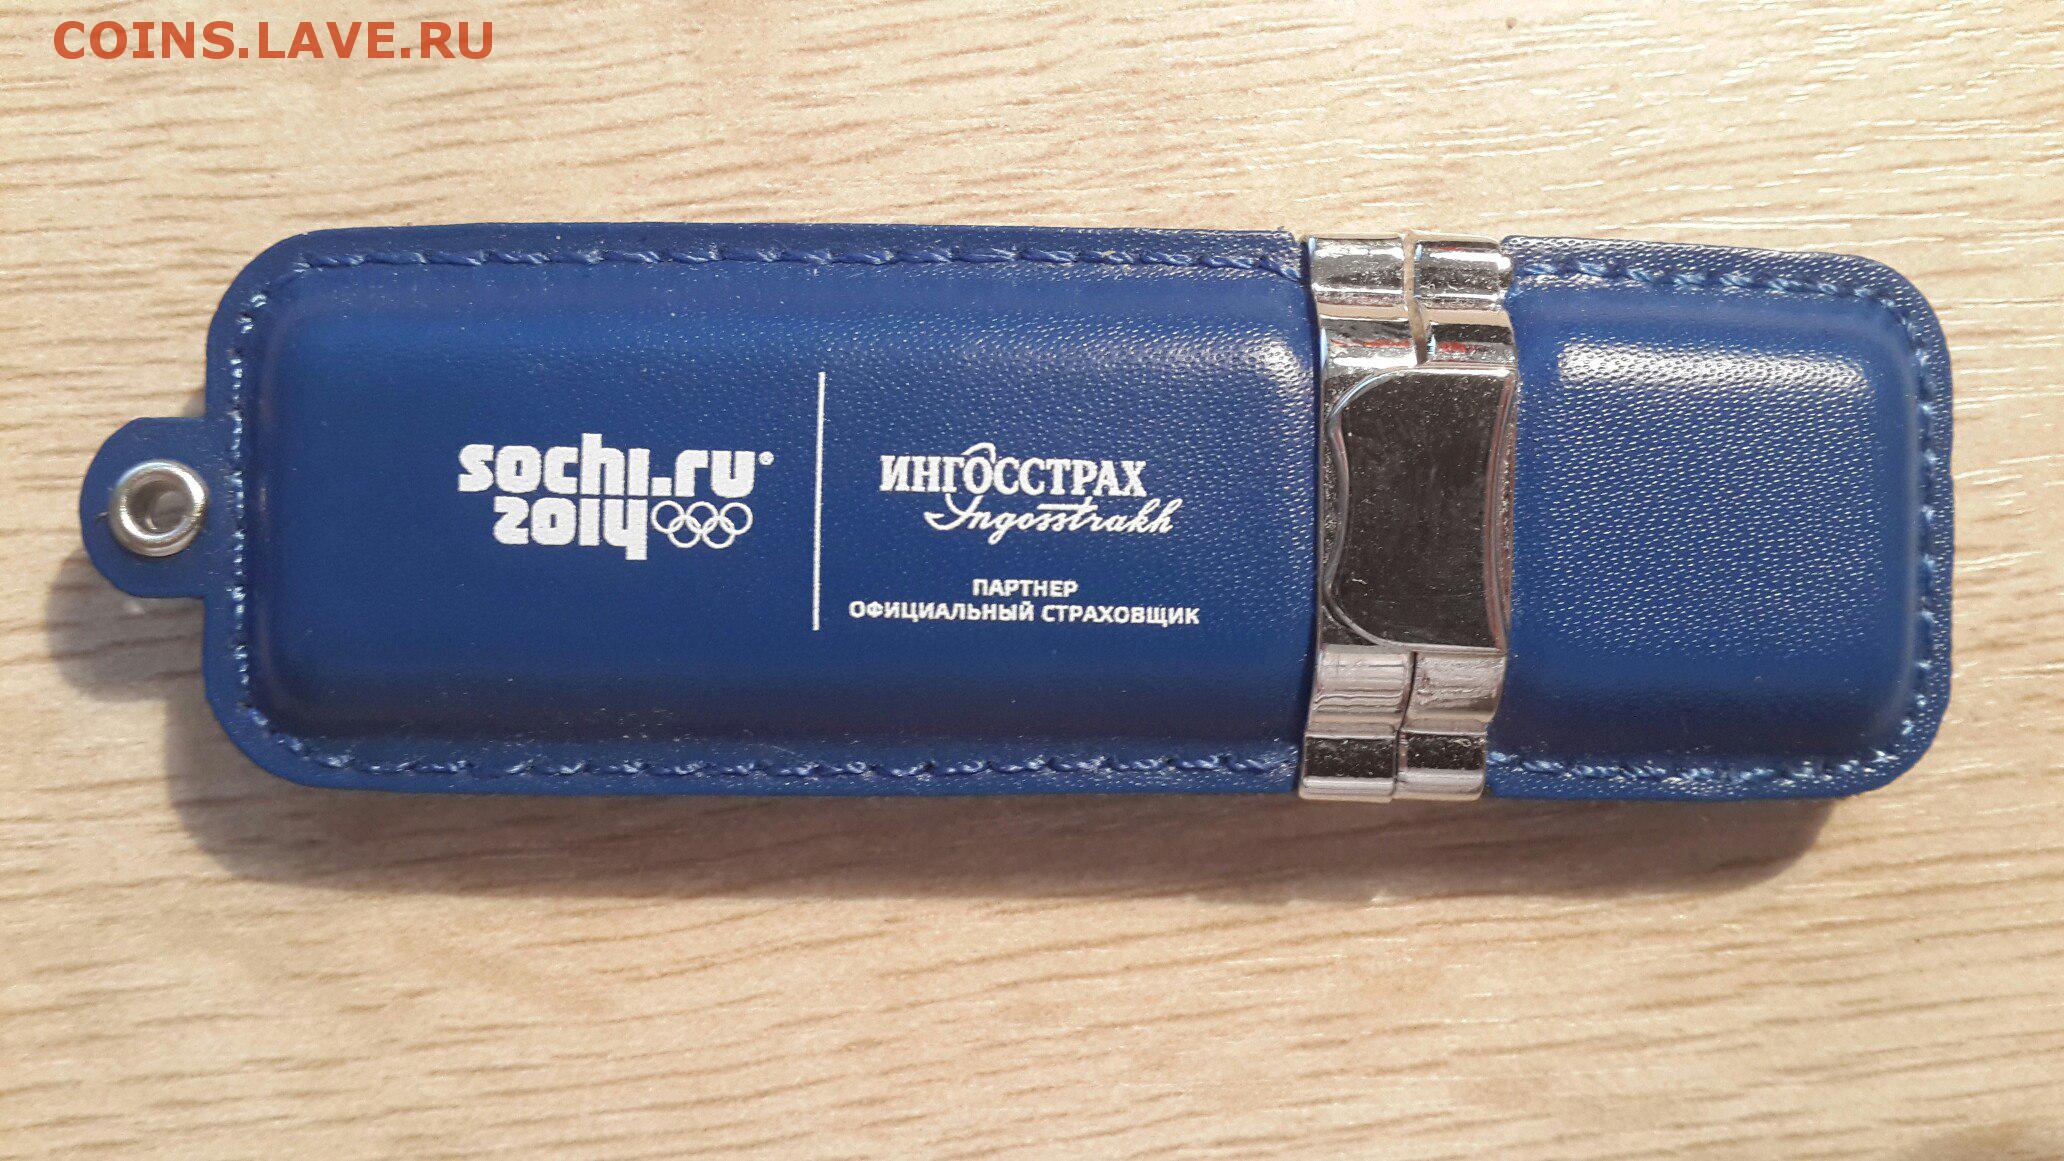 COINS.LAVE.RU
sochi.ru
2014
ИНГОССТРАХ
Ingosstrakh
ПАРТНЕР
ОФИЦИАЛЬНЫЙ СТРАХОВЩИК